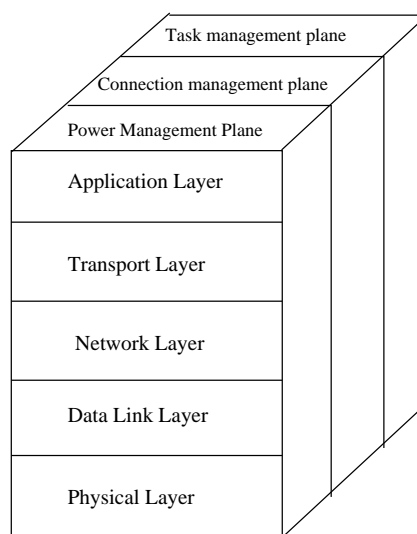 Task management plane
Connection management plane
Power Management Plane
Application Layer
Transport Layer
Network Layer
Data Link Layer
Physical Layer